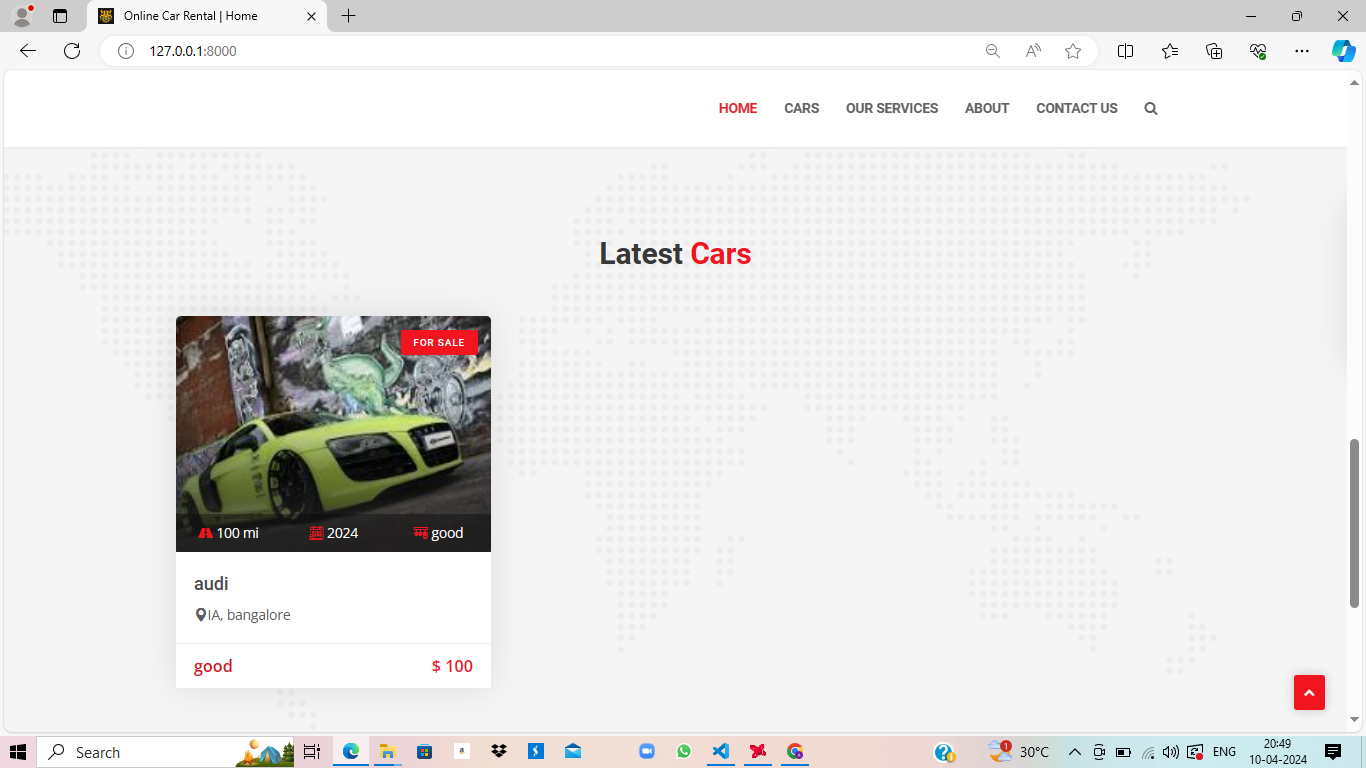 Online Car Rental | Home
127.0.0.1:8000
HOME CARS OUR SERVICES ABOUT CONTACT US
Latest Cars
FOR SALE
100 mi 2024 good
audi
IA, bangalore
good $ 100
Search
a
1
30°C
ENG
20:49
10-04-2024